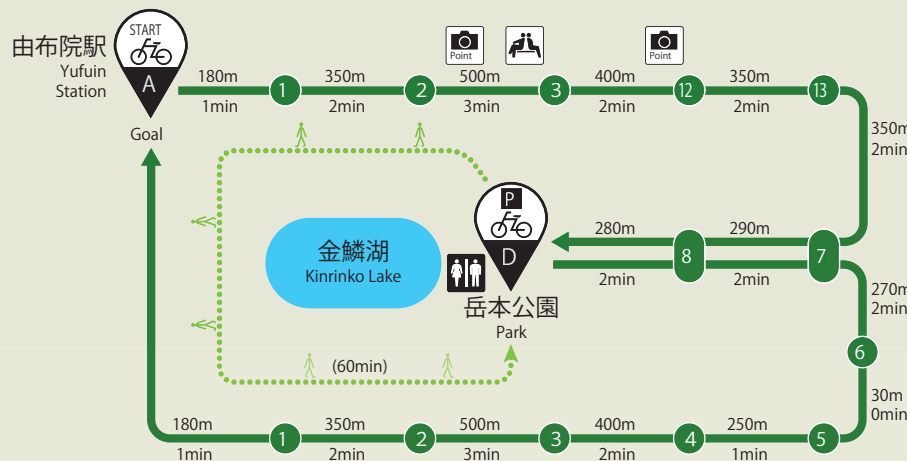 由布院駅
Yufuin
Station
START
A
Goal
180m
1min
1
350m
2min
2
Point
500m
3min
3
400m
2min
Point
12
350m
2min
13
350m
2min
280m
2min
8
290m
2min
7
P
D
岳本公園
Park
金鱗湖
Kinrinko Lake
(60min)
270m
2min
6
30m
0min
180m
1min
1
350m
2min
2
500m
3min
3
400m
2min
4
250m
1min
5